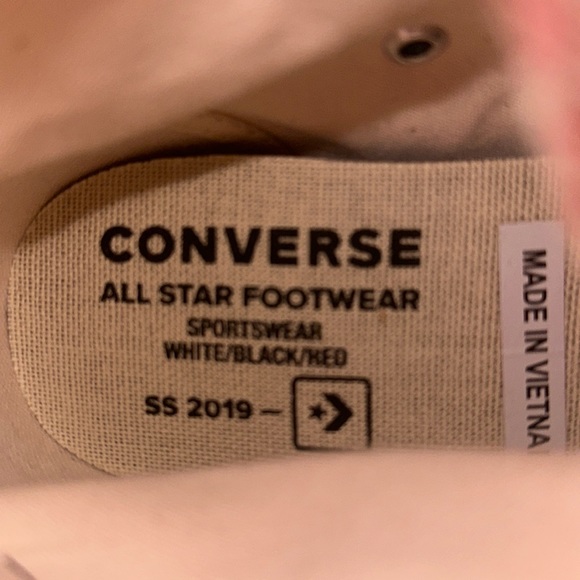 CONVERSE
ALL STAR FOOTWEAR
SPORTSWEAR
WHITE/BLACK/RED
SS 2019 –
MADE IN VIETNA